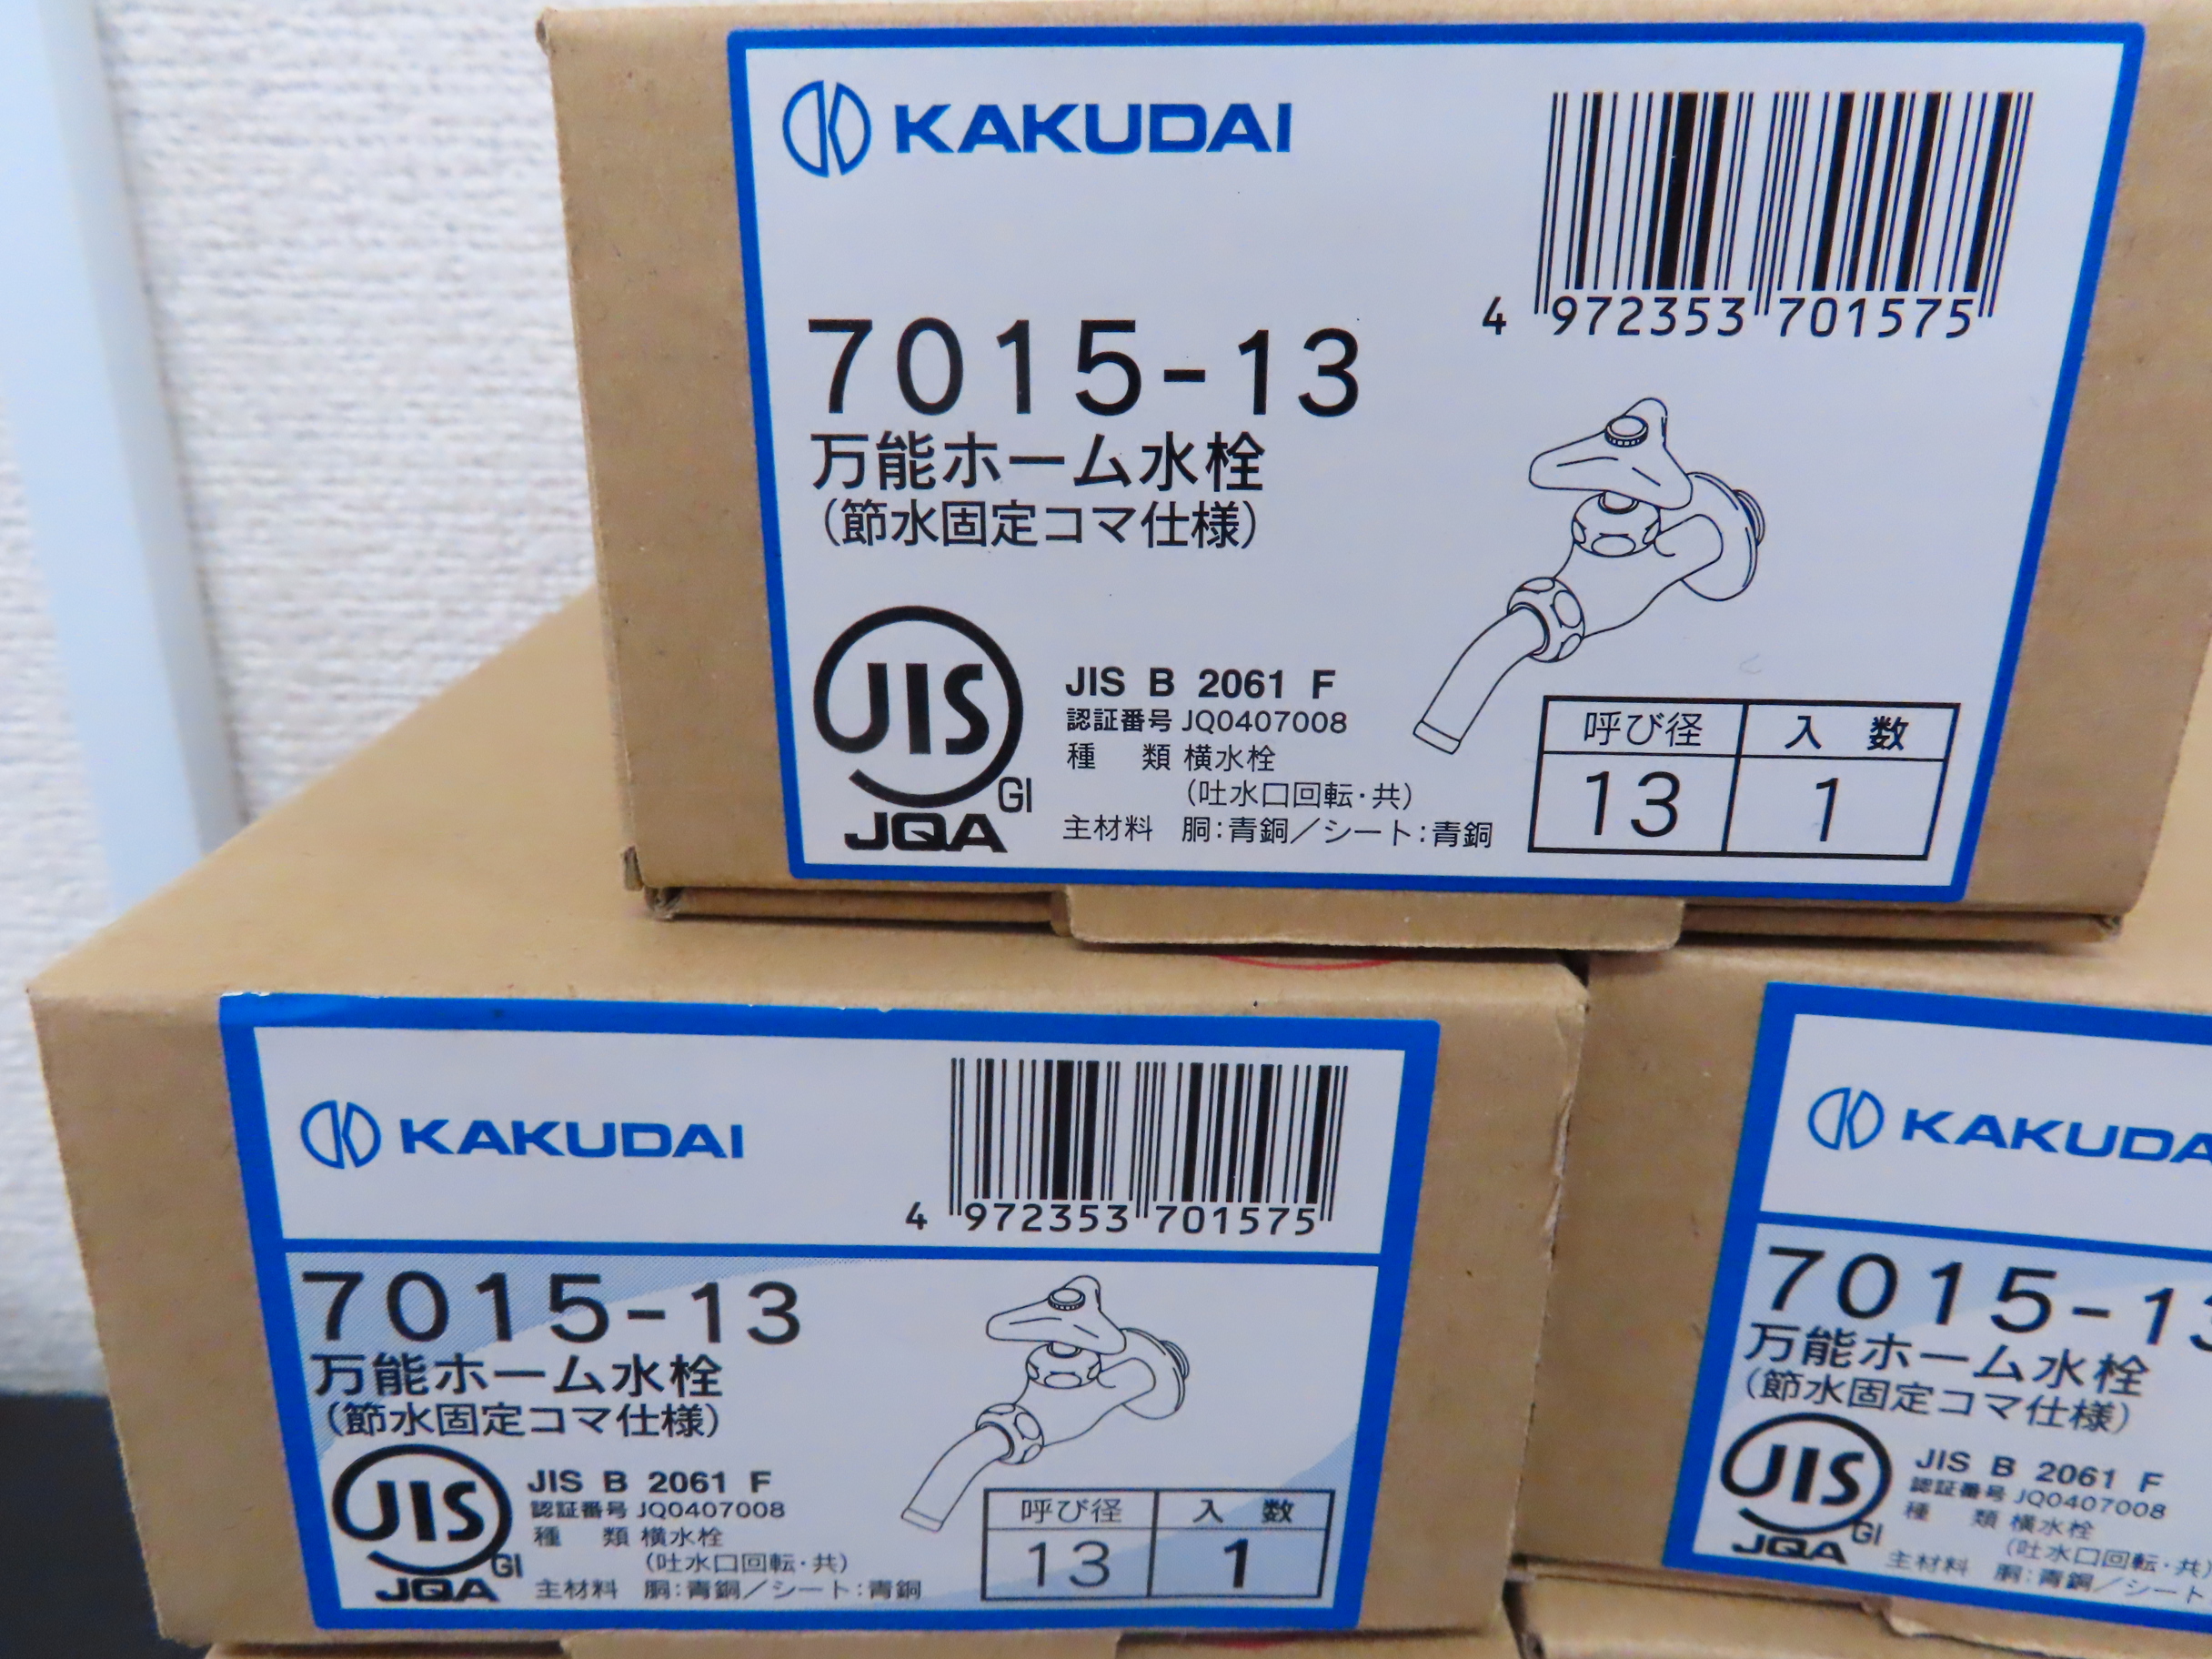 KAKUDAI
4 972353 701575
7015-13
万能ホーム水栓
(節水固定コマ仕様)
JIS
GI
JQA
JIS B 2061 F
認証番号 JQ0407008
種 類 横水栓
(吐水口回転・共)
主材料 胴:青銅/シート:青銅
呼び径 入 数
13 1
KAKUDAI
4 972353 701575
7015-13
万能ホーム水栓
(節水固定コマ仕様)
JIS
GI
JQA
JIS B 2061 F
認証番号 JQ0407008
種 類 横水栓
(吐水口回転・共)
主材料 胴:青銅/シート:青銅
呼び径 入 数
13 1
KAKUDA
7015-13
万能ホーム水栓
(節水固定コマ仕様)
JIS
GI
JQA
JIS B 2061 F
認証番号 JQ0407008
種 類 横水栓
(吐水口回転・共)
主材料 胴:青銅/シート